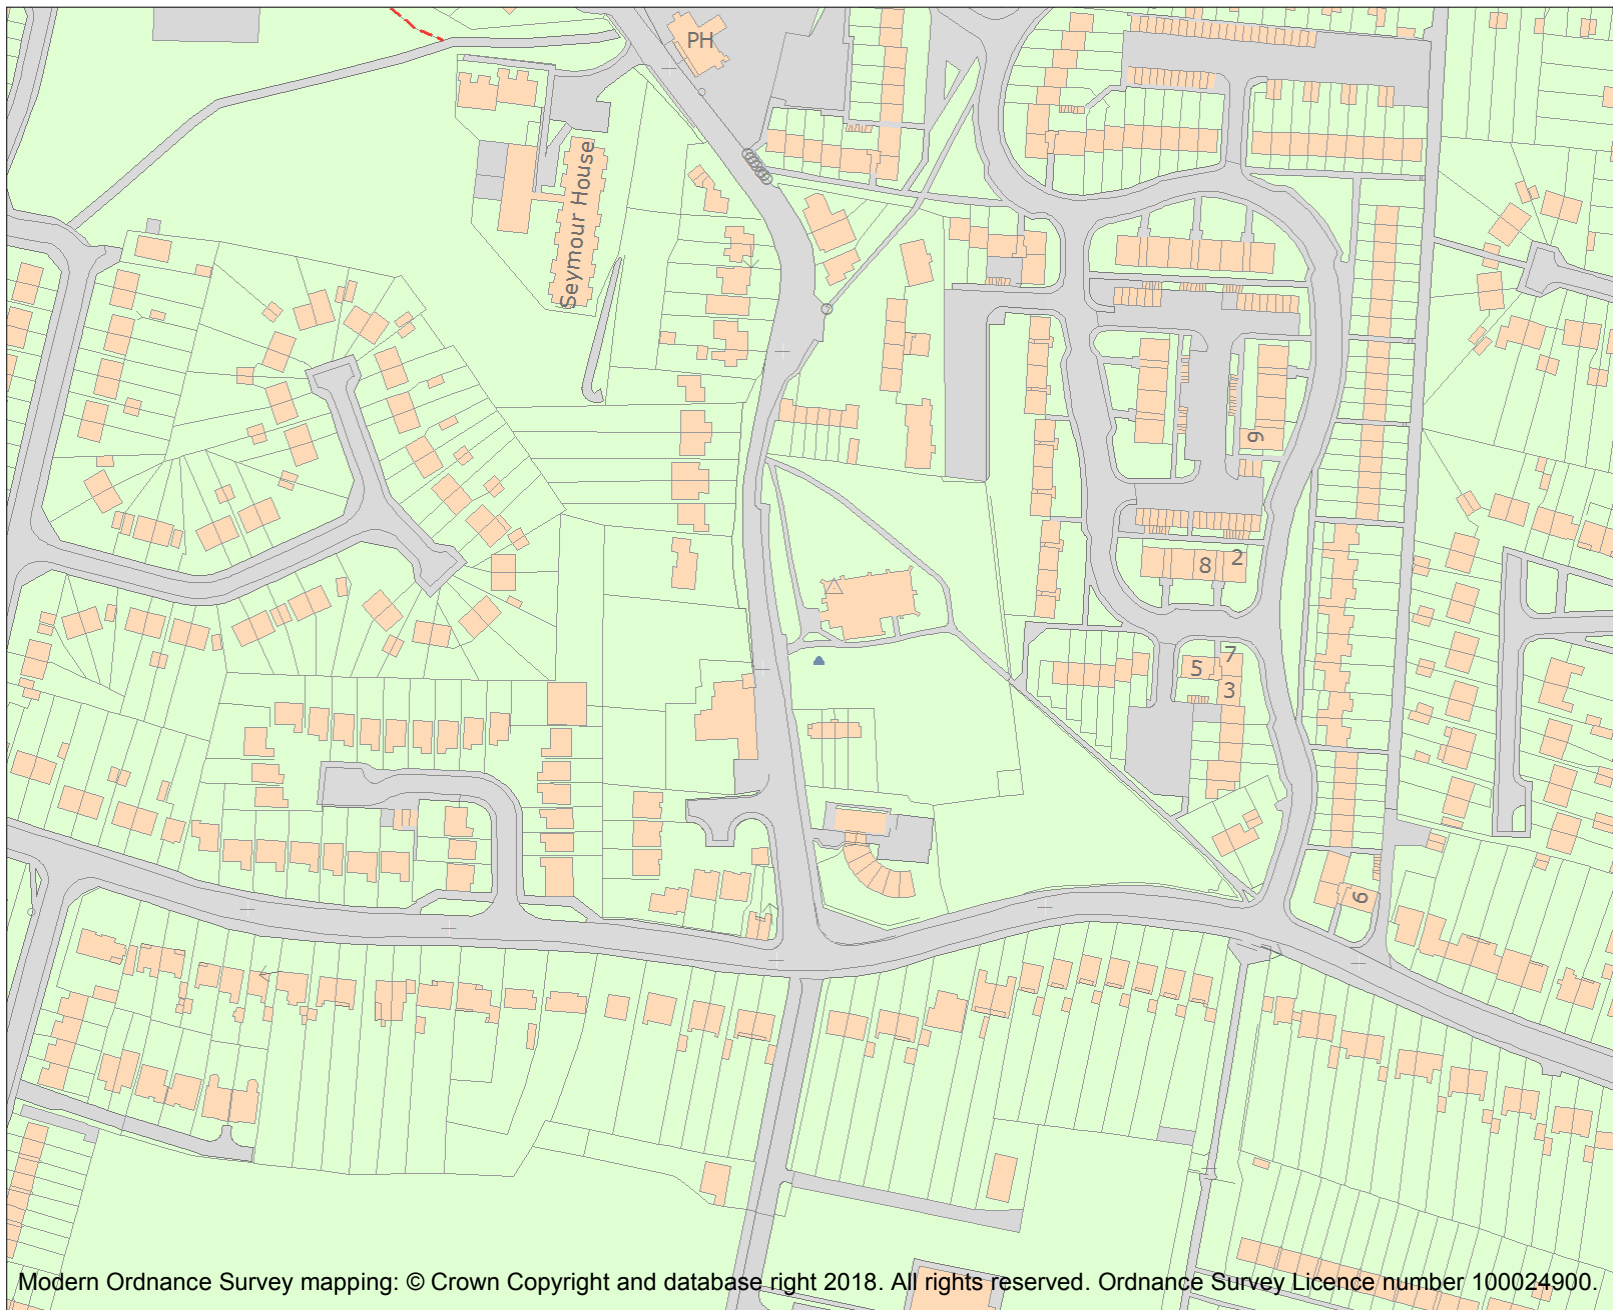 PH
Seymour House
9
8
2
7
5
3
6
Modern Ordnance Survey mapping: © Crown Copyright and database right 2018. All rights reserved. Ordnance Survey Licence number 100024900.